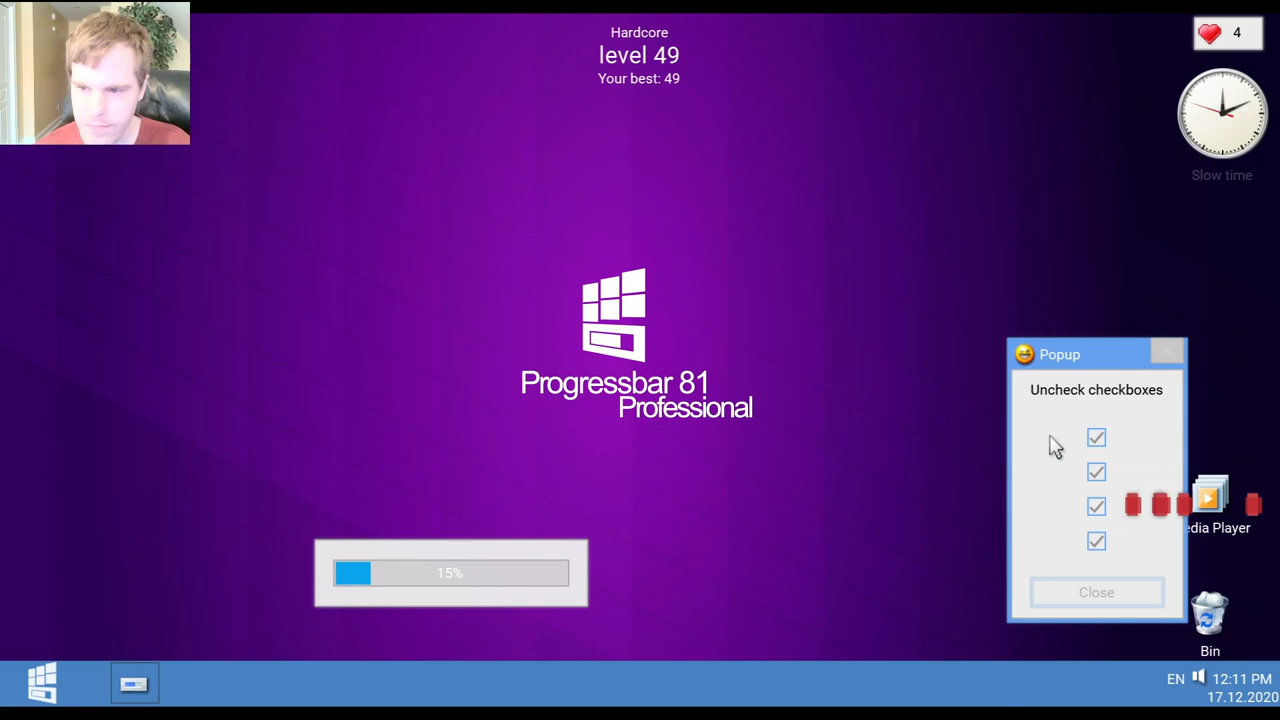 Hardcore
level 49
Your best: 49
4
Slow time
Progressbar 81
Professional
Popup
Uncheck checkboxes
edia Player
15%
Close
Bin
EN 12:11 PM
17.12.2020